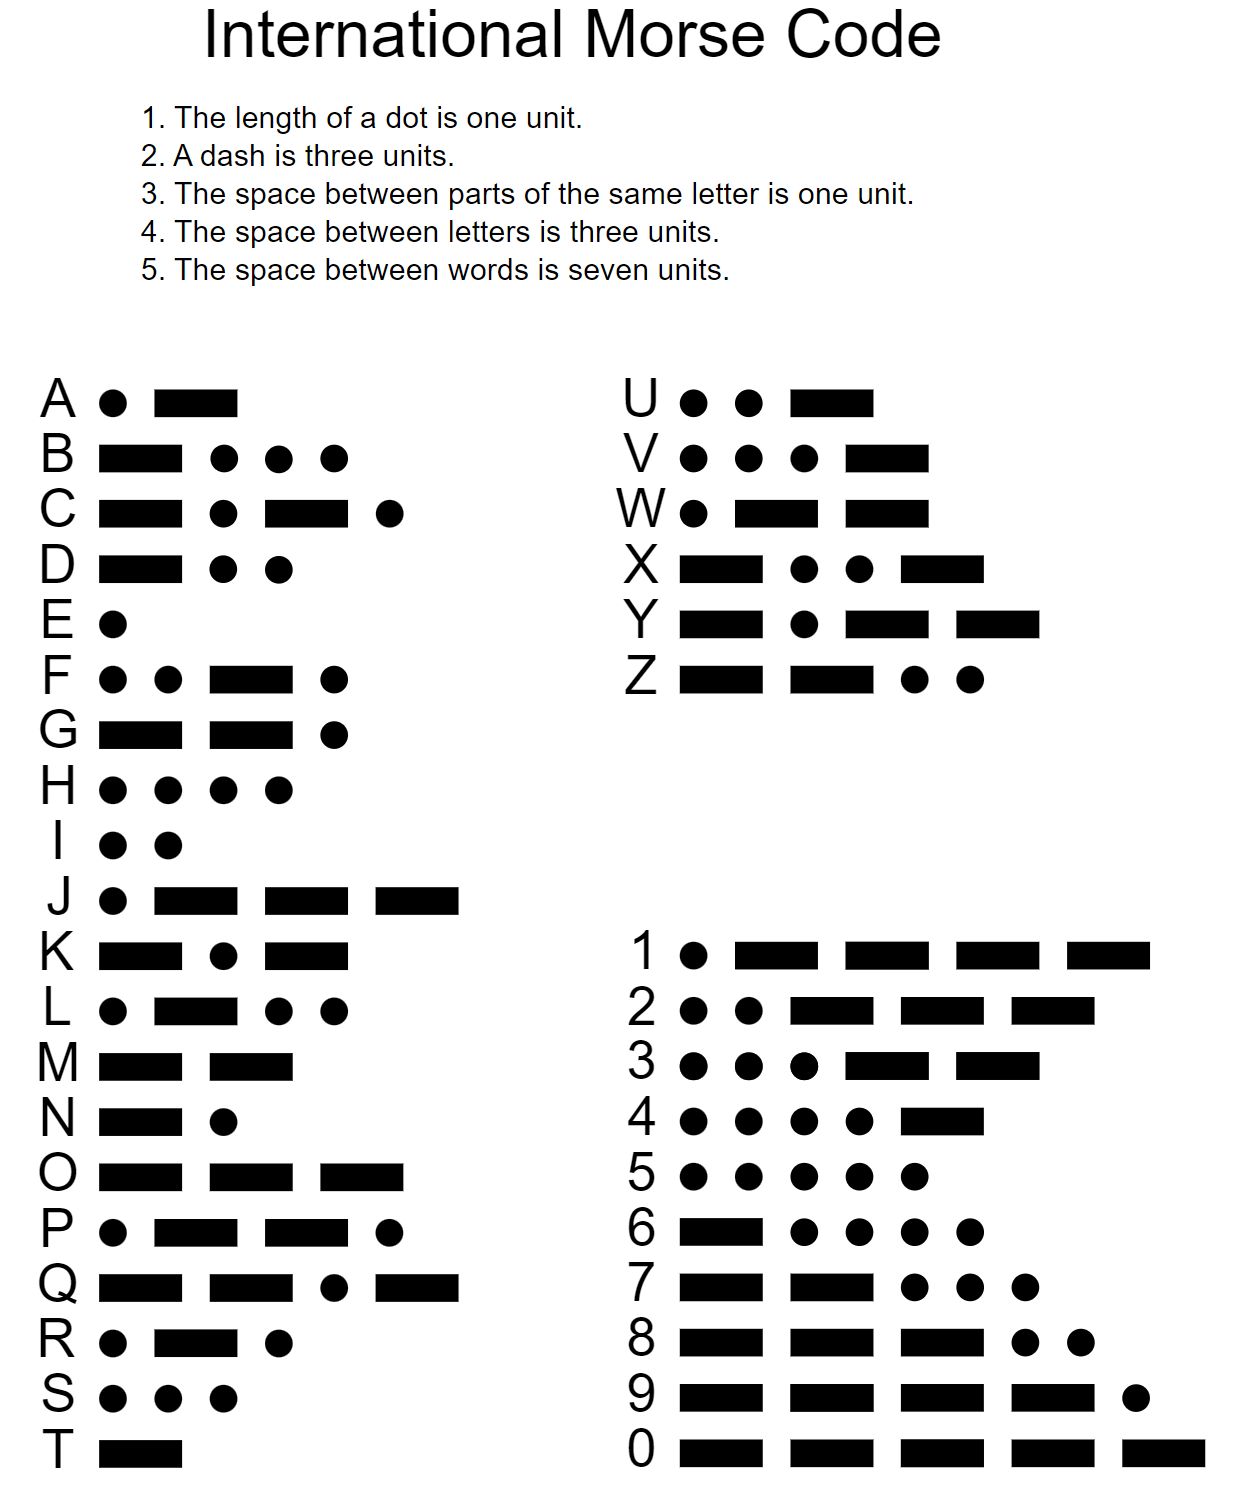 International Morse Code
1. The length of a dot is one unit.
2. A dash is three units.
3. The space between parts of the same letter is one unit.
4. The space between letters is three units.
5. The space between words is seven units.
A
B
C
D
E
F
G
H
I
J
K
L
M
N
O
P
Q
R
S
T
U
V
W
X
Y
Z
1
2
3
4
5
6
7
8
9
0